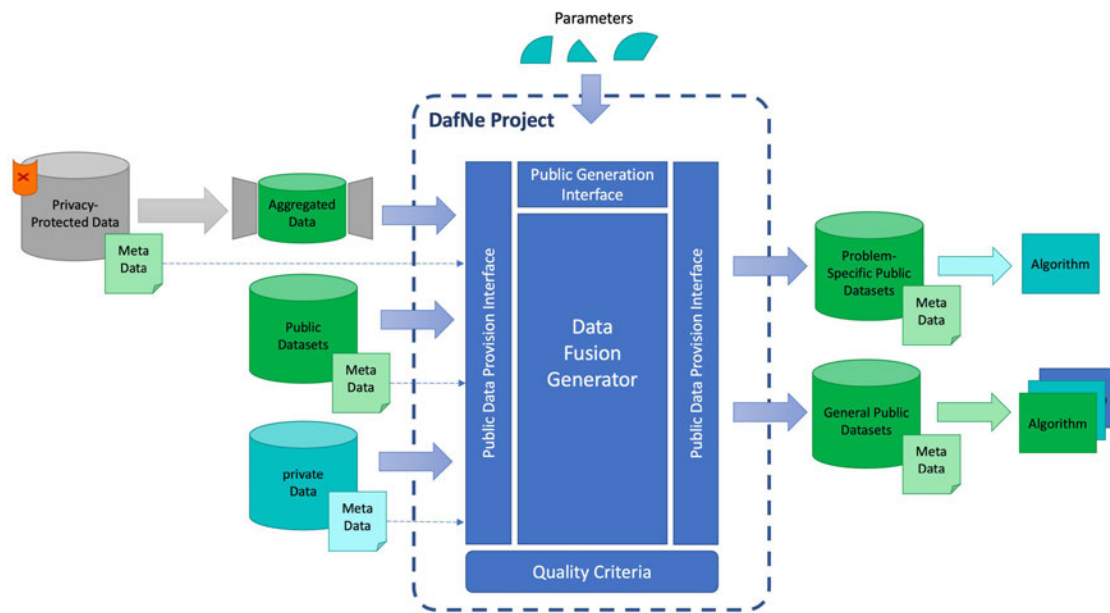 Parameters
DafNe Project
Privacy-
Protected Data
Meta
Data
Aggregated
Data
Public
Datasets
Meta
Data
private
Data
Meta
Data
Public Data Provision Interface
Public Generation
Interface
Data
Fusion
Generator
Public Data Provision Interface
Quality Criteria
Problem-
Specific Public
Datasets
Meta
Data
Algorithm
General Public
Datasets
Meta
Data
Algorithm